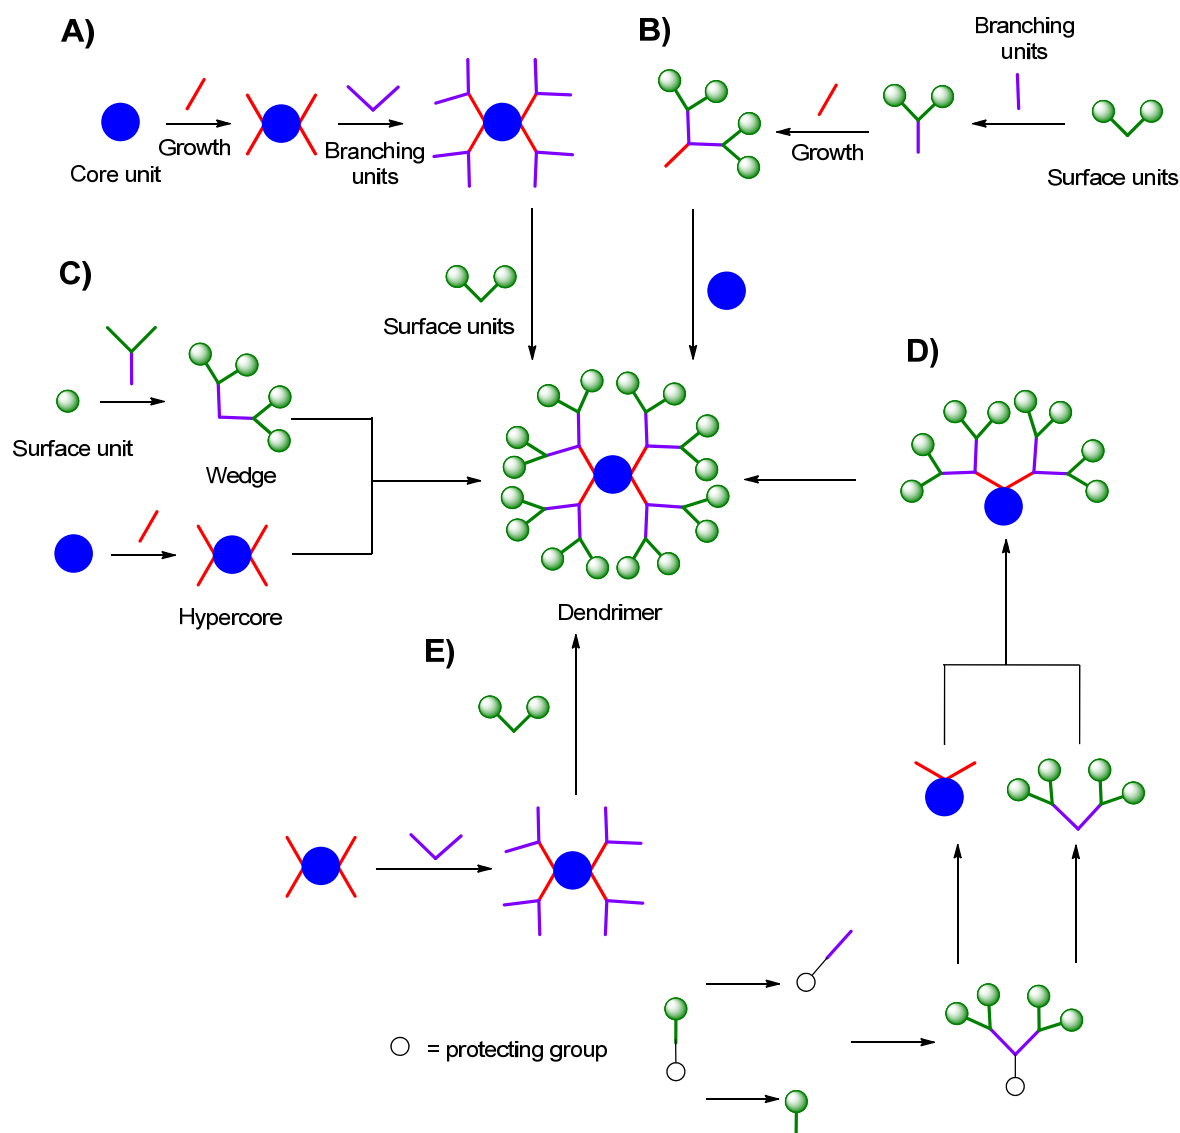 A)
Core unit
Growth
Branching
units
B)
Branching
units
Growth
Surface units
Surface units
C)
Surface unit
Wedge
Hypercore
D)
Dendrimer
E)
= protecting group